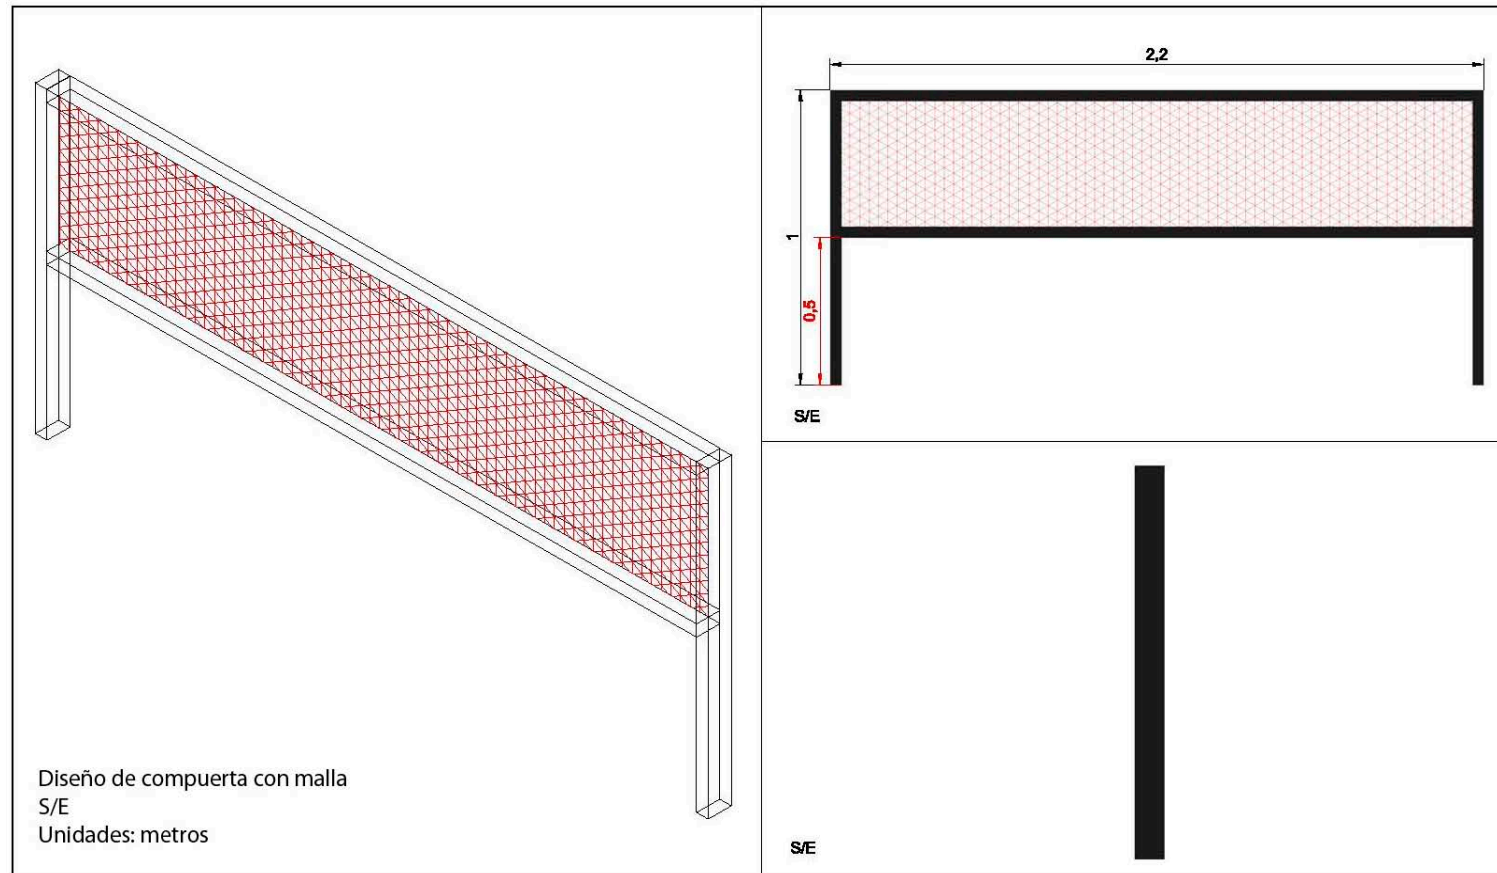 Diseño de compuerta con malla
S/E
Unidades: metros
2,2
1
0,5
S/E
S/E